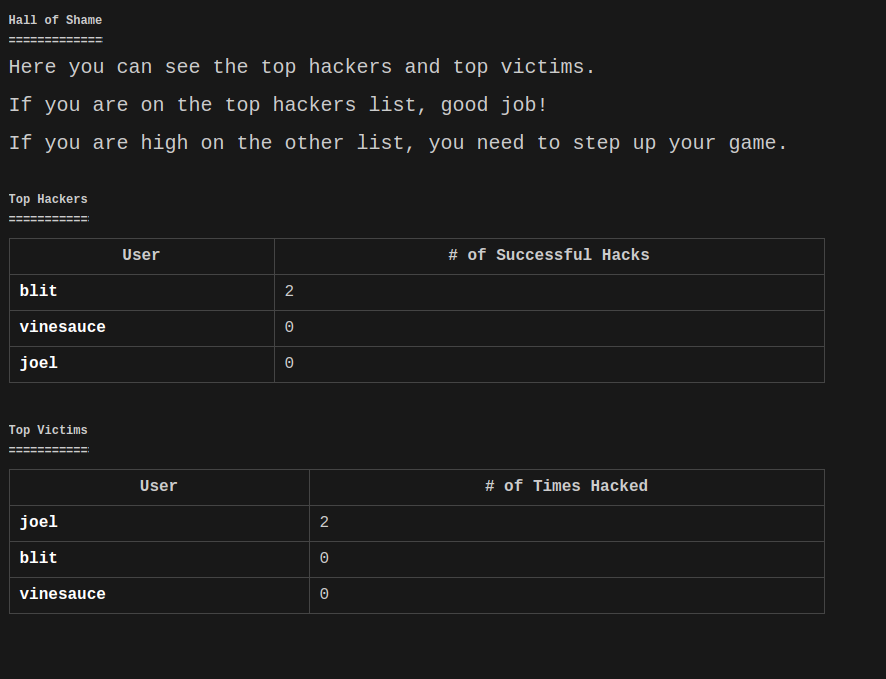 Hall of Shame
=============
Here you can see the top hackers and top victims.
If you are on the top hackers list, good job!
If you are high on the other list, you need to step up your game.
Top Hackers
===========
User # of Successful Hacks
blit 2
vinesauce 0
joel 0
Top Victims
===========
User # of Times Hacked
joel 2
blit 0
vinesauce 0